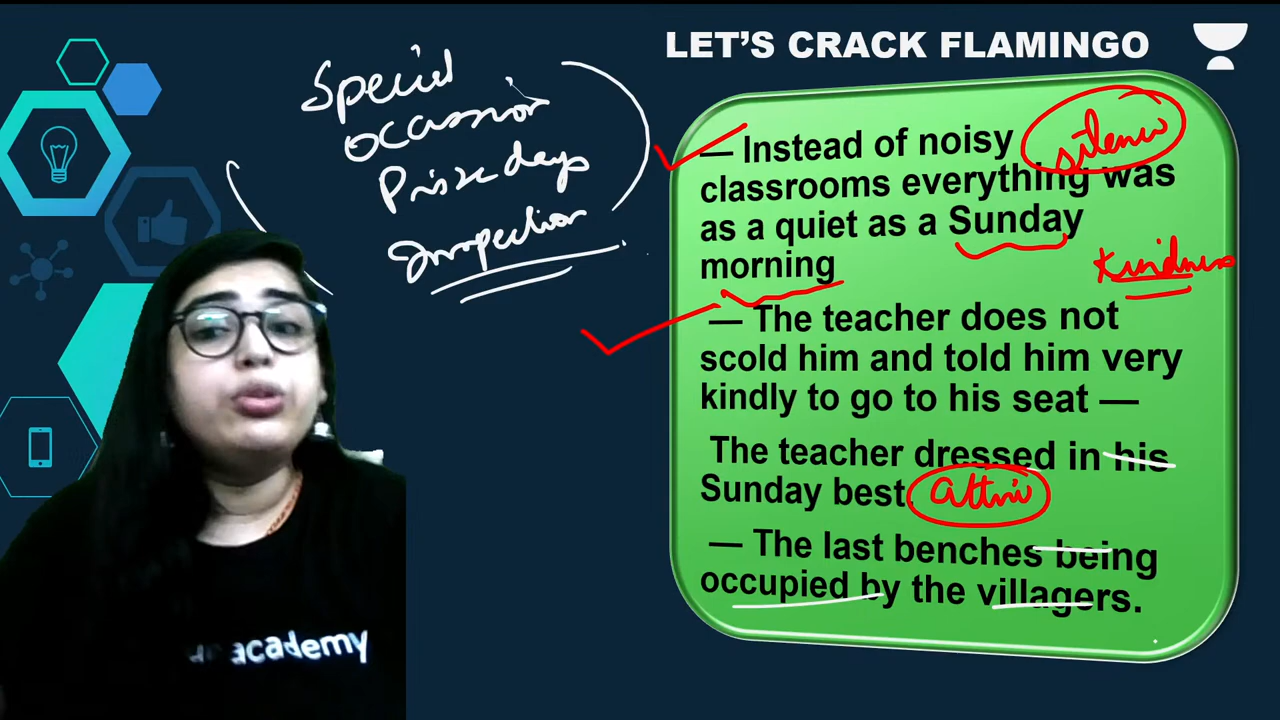 LET'S CRACK FLAMINGO
Special
occassion
Prize days
Inspection
— Instead of noisy silence
classrooms everything was
as a quiet as a Sunday
morning
Kindness
— The teacher does not
scold him and told him very
kindly to go to his seat —
The teacher dressed in his
Sunday best. attire
— The last benches being
occupied by the villagers.
academy